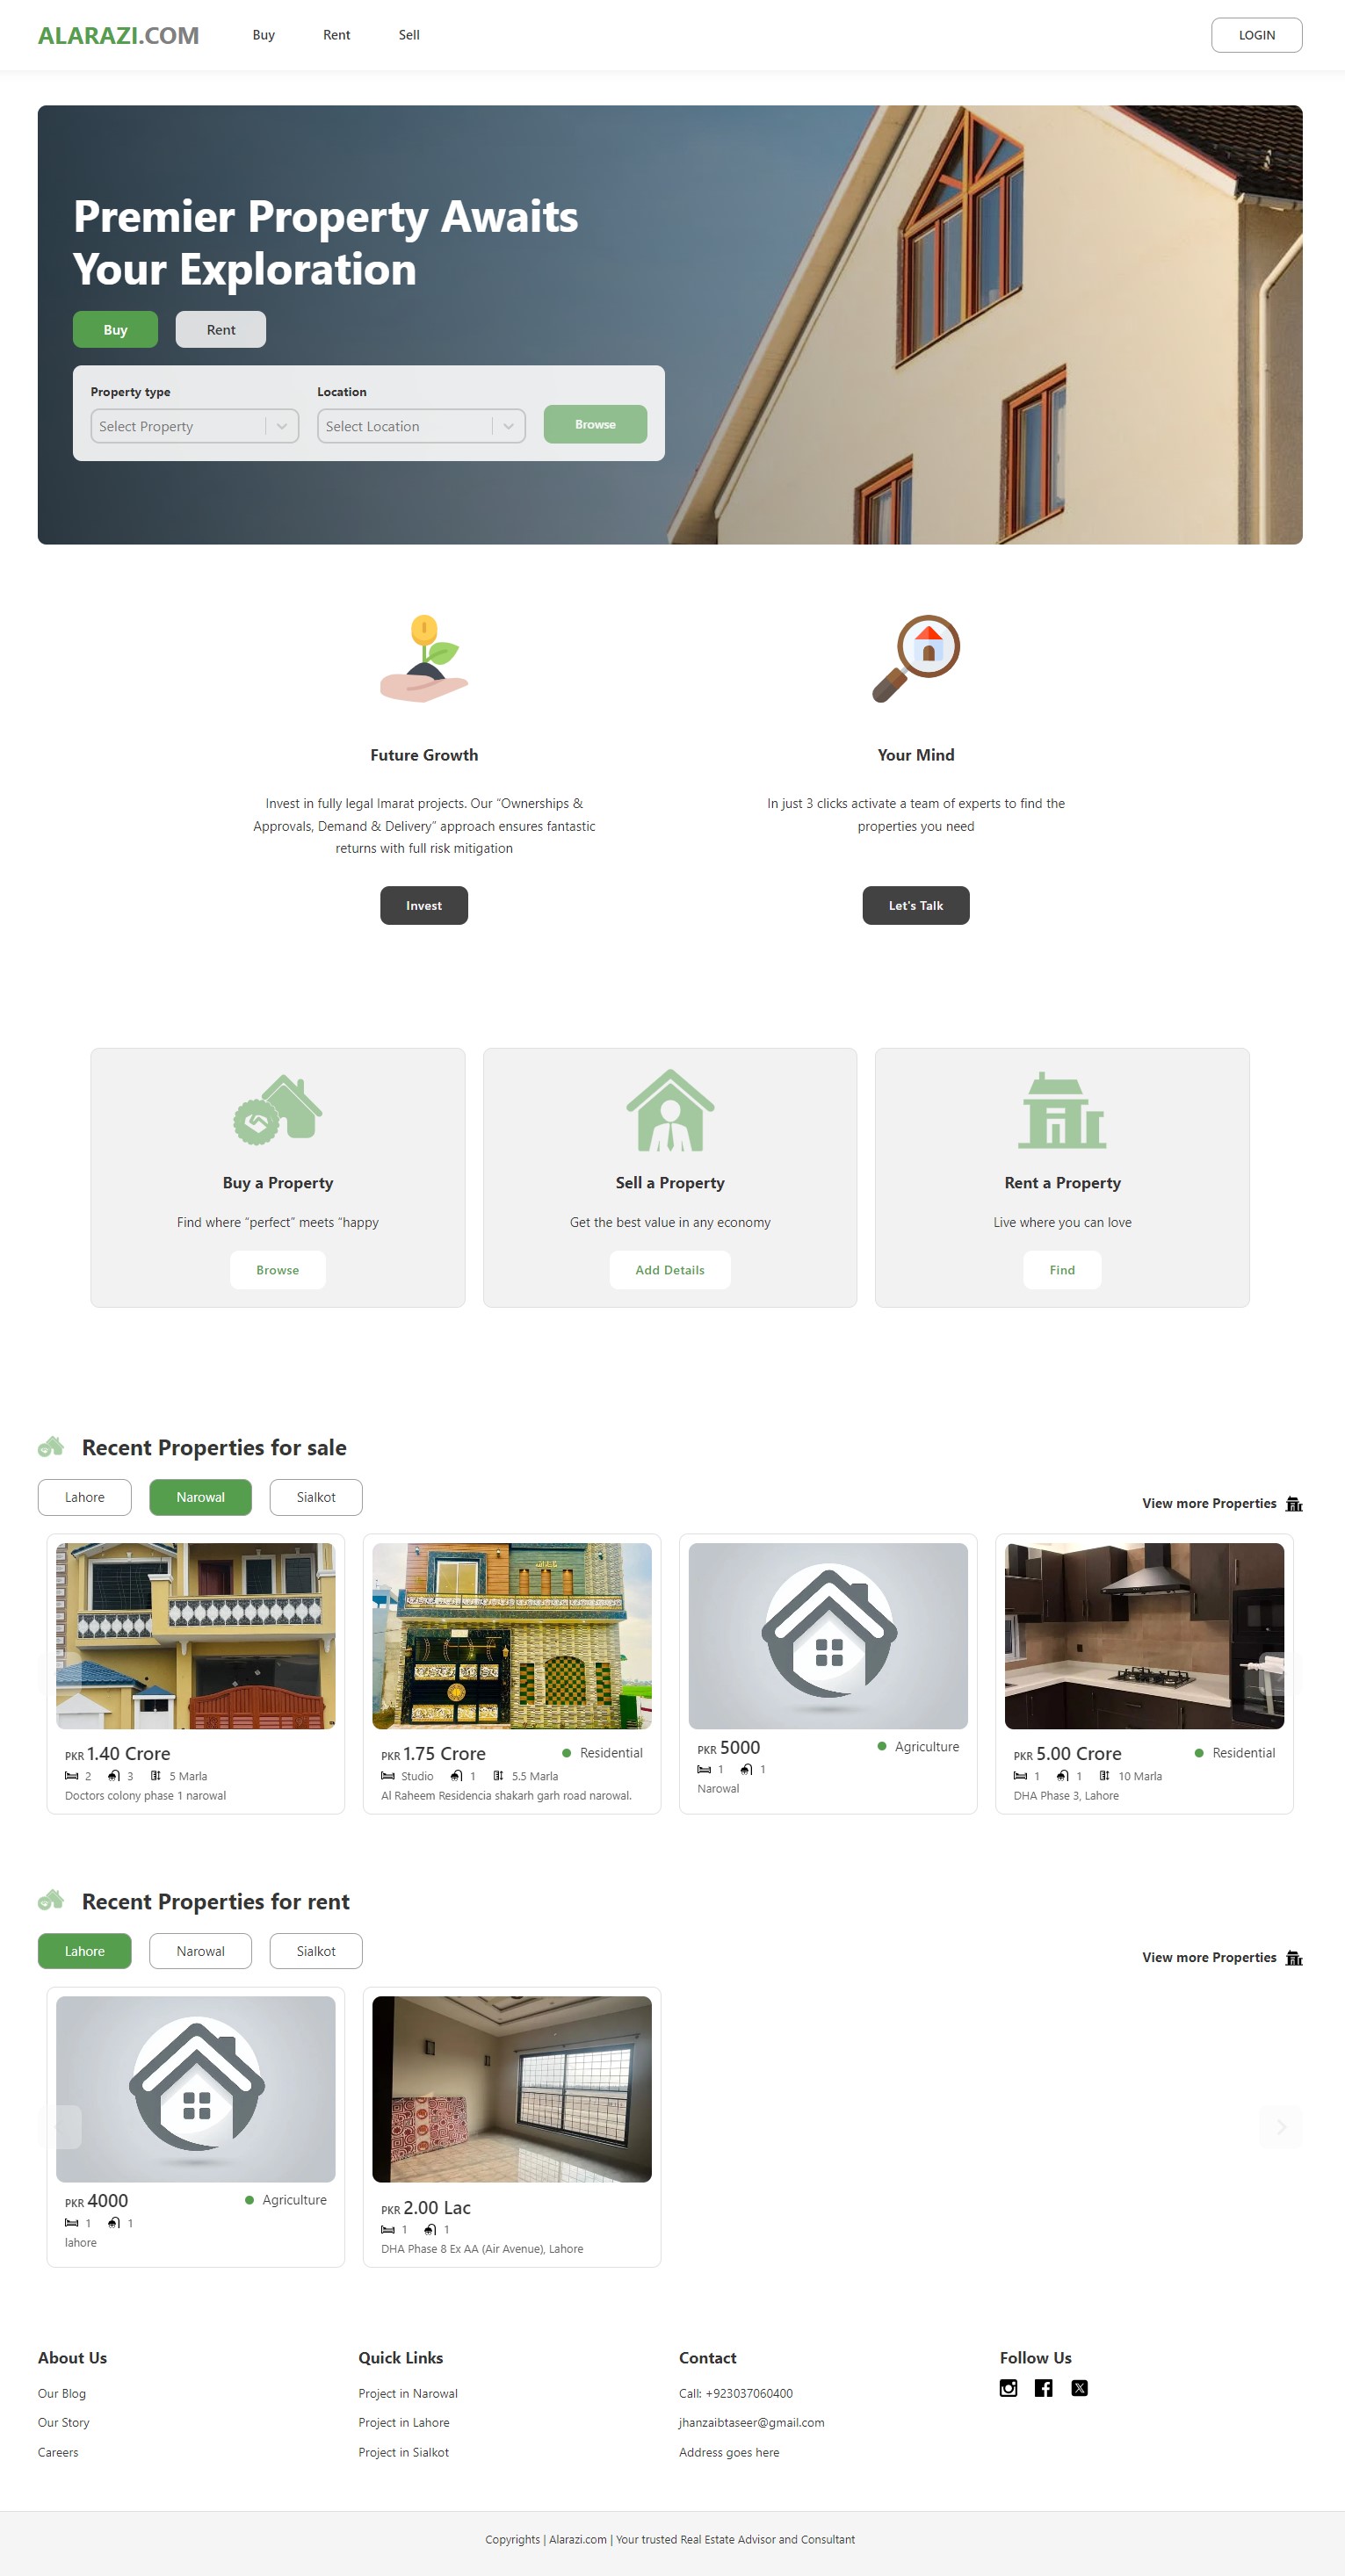 ALARAZI.COM
Buy
Rent
Sell
LOGIN
Premier Property Awaits
Your Exploration
Buy
Rent
Property type
Location
Select Property
Select Location
Browse
Future Growth
Invest in fully legal Imarat projects. Our “Ownerships &
Approvals, Demand & Delivery” approach ensures fantastic
returns with full risk mitigation
Invest
Your Mind
In just 3 clicks activate a team of experts to find the
properties you need
Let's Talk
Buy a Property
Find where “perfect” meets “happy
Browse
Sell a Property
Get the best value in any economy
Add Details
Rent a Property
Live where you can love
Find
Recent Properties for sale
Lahore
Narowal
Sialkot
View more Properties
PKR 1.40 Crore
2 3 5 Marla
Doctors colony phase 1 narowal
PKR 1.75 Crore
Residential
Studio 1 5.5 Marla
Al Raheem Residencia shakarh garh road narowal.
PKR 5000
Agriculture
1 1
Narowal
PKR 5.00 Crore
Residential
1 1 10 Marla
DHA Phase 3, Lahore
Recent Properties for rent
Lahore
Narowal
Sialkot
View more Properties
PKR 4000
Agriculture
1 1
lahore
PKR 2.00 Lac
1 1
DHA Phase 8 Ex AA (Air Avenue), Lahore
About Us
Our Blog
Our Story
Careers
Quick Links
Project in Narowal
Project in Lahore
Project in Sialkot
Contact
Call: +923037060400
jhanzaibtaseer@gmail.com
Address goes here
Follow Us
Copyrights | Alarazi.com | Your trusted Real Estate Advisor and Consultant